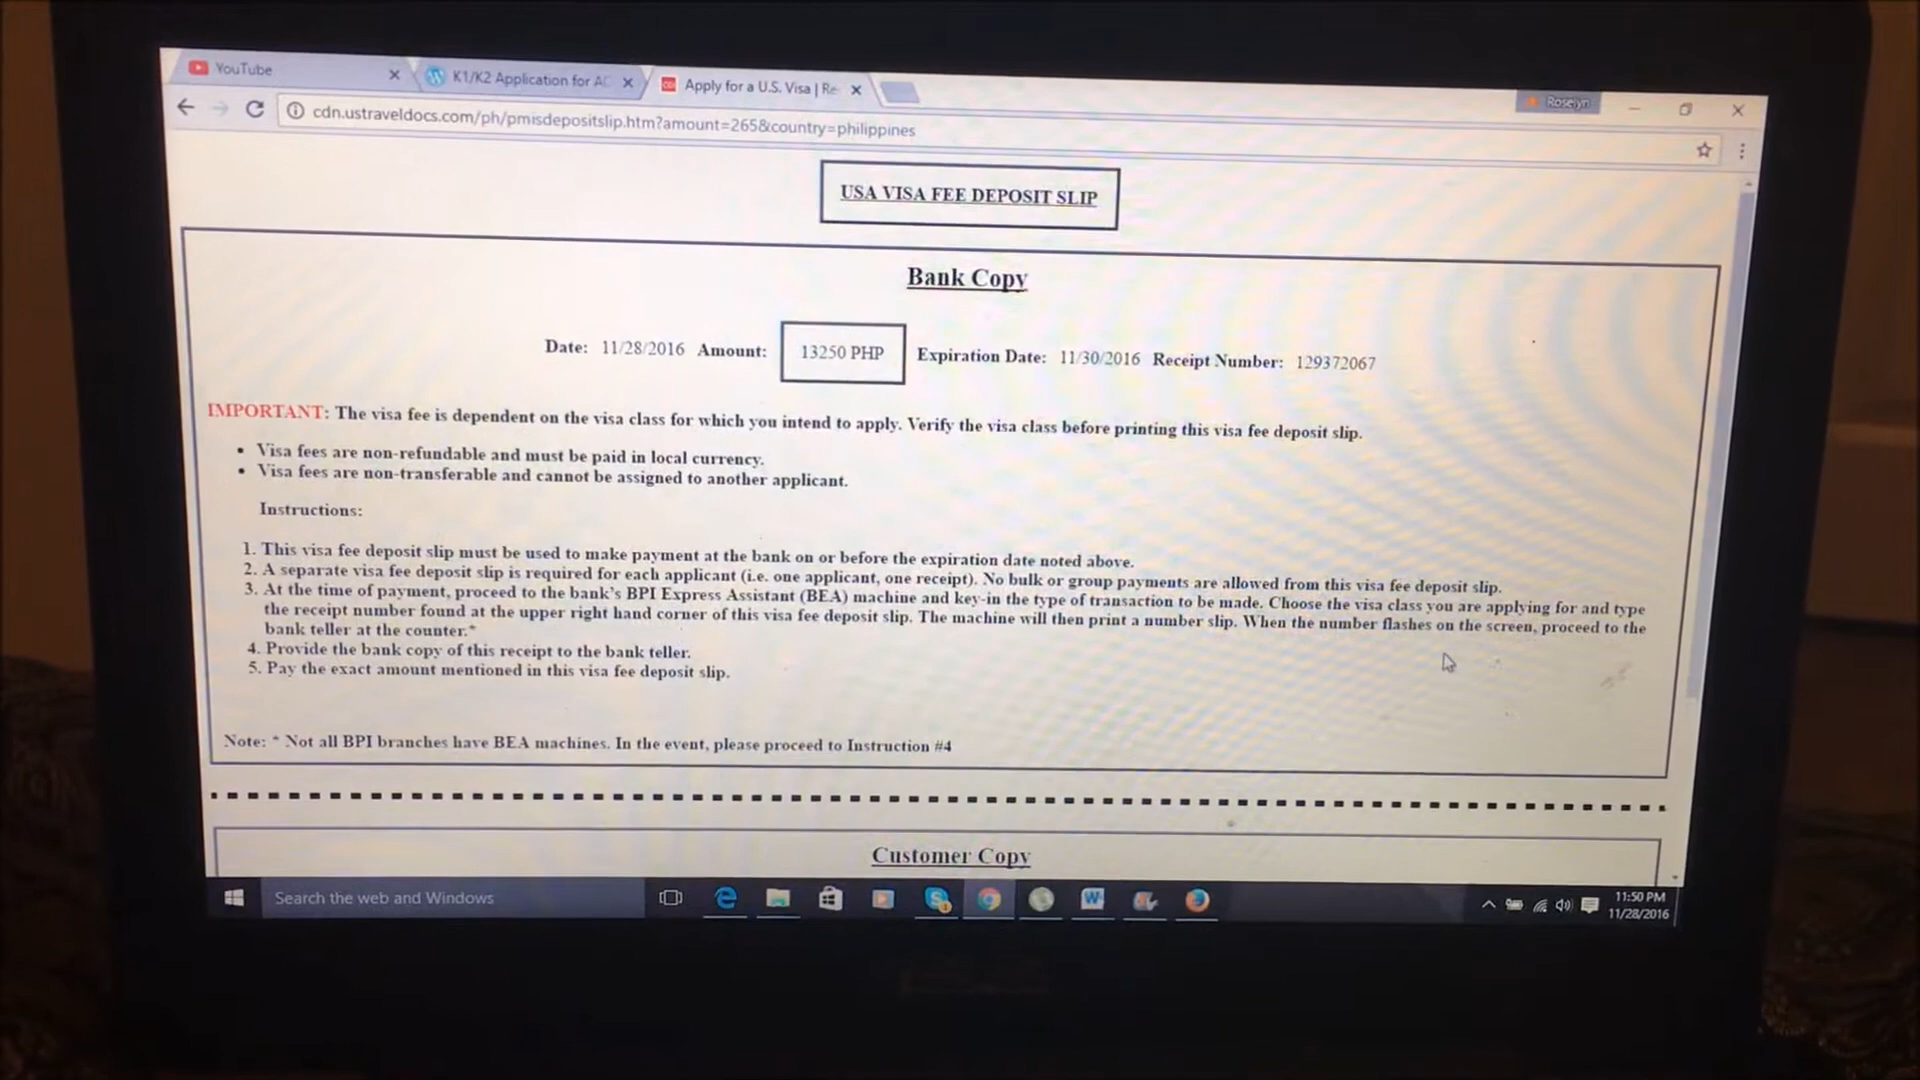 YouTube
K1/K2 Application for AO
Apply for a U.S. Visa | Re
Roselyn
cdn.ustraveldocs.com/ph/pmisdepositslip.htm?amount=265&country=philippines
USA VISA FEE DEPOSIT SLIP
Bank Copy
Date: 11/28/2016 Amount: 13250 PHP Expiration Date: 11/30/2016 Receipt Number: 129372067
IMPORTANT: The visa fee is dependent on the visa class for which you intend to apply. Verify the visa class before printing this visa fee deposit slip.
• Visa fees are non-refundable and must be paid in local currency.
• Visa fees are non-transferable and cannot be assigned to another applicant.
Instructions:
1. This visa fee deposit slip must be used to make payment at the bank on or before the expiration date noted above.
2. A separate visa fee deposit slip is required for each applicant (i.e. one applicant, one receipt). No bulk or group payments are allowed from this visa fee deposit slip.
3. At the time of payment, proceed to the bank's BPI Express Assistant (BEA) machine and key-in the type of transaction to be made. Choose the visa class you are applying for and type
the receipt number found at the upper right hand corner of this visa fee deposit slip. The machine will then print a number slip. When the number flashes on the screen, proceed to the
bank teller at the counter.*
4. Provide the bank copy of this receipt to the bank teller.
5. Pay the exact amount mentioned in this visa fee deposit slip.
Note: * Not all BPI branches have BEA machines. In the event, please proceed to Instruction #4
Customer Copy
Search the web and Windows
11:50 PM
11/28/2016